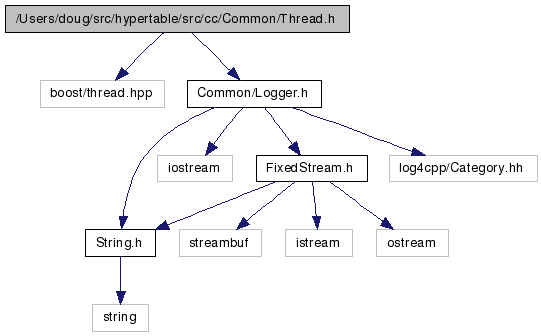 /Users/doug/src/hypertable/src/cc/Common/Thread.h
boost/thread.hpp
Common/Logger.h
iostream
FixedStream.h
log4cpp/Category.hh
String.h
streambuf
istream
ostream
string